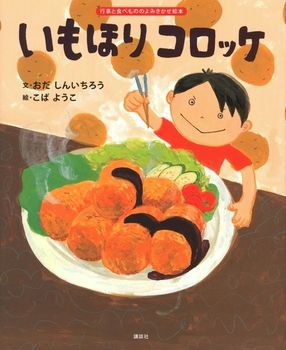 行事と食べもののよみきかせ絵本
いもほりコロッケ
文・おだ しんいちろう
絵・こば ようこ
講談社